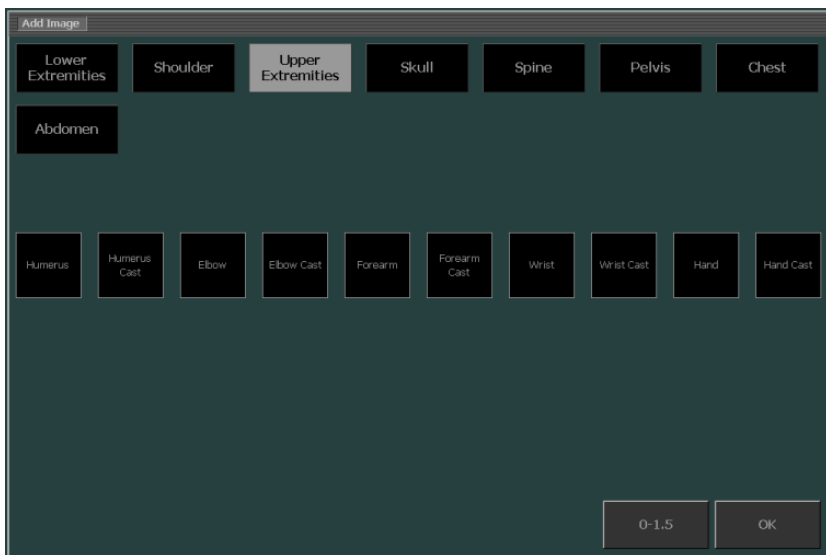 Add Image
Lower
Extremities
Shoulder
Upper
Extremities
Skull
Spine
Pelvis
Chest
Abdomen
Humerus
Humerus
Cast
Elbow
Elbow Cast
Forearm
Forearm
Cast
Wrist
Wrist Cast
Hand
Hand Cast
0-1.5
OK